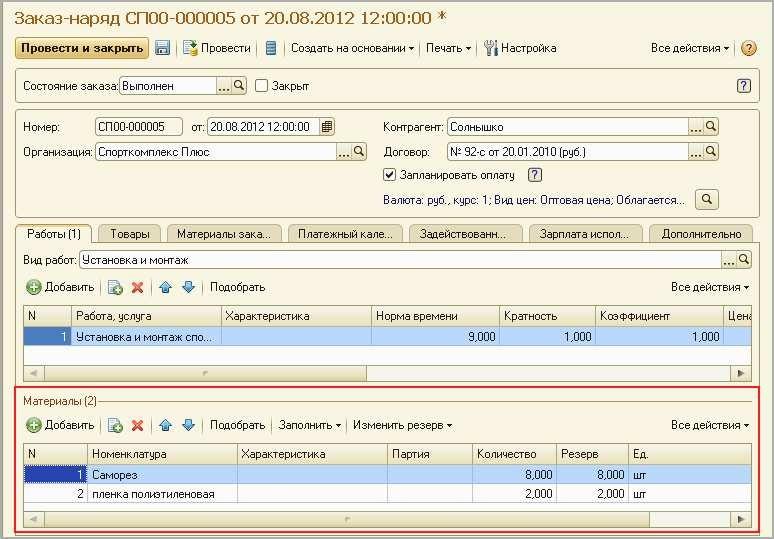 Заказ-наряд СП00-000005 от 20.08.2012 12:00:00 *
Провести и закрыть Провести Создать на основании Печать Настройка Все действия ?
Состояние заказа: Выполнен ... Закрыт ?
Номер: СП00-000005 от: 20.08.2012 12:00:00 Контрагент: Солнышко ...
Организация: Спорткомплекс Плюс ... Договор: № 92-с от 20.01.2010 (руб.) ...
Запланировать оплату ?
Валюта: руб., курс: 1; Вид цен: Оптовая цена; Облагается...
Работы (1) Товары Материалы зака... Платежный кале... Задействованн... Зарплата испол... Дополнительно
Вид работ: Установка и монтаж ...
Добавить Подобрать Все действия
N Работа, услуга Характеристика Норма времени Кратность Коэффициент Цена
1 Установка и монтаж спо... 9,000 1,000 1,000
Материалы (2)
Добавить Подобрать Заполнить Изменить резерв Все действия
N Номенклатура Характеристика Партия Количество Резерв Ед.
1 Саморез 8,000 8,000 шт
2 пленка полиэтиленовая 2,000 2,000 шт